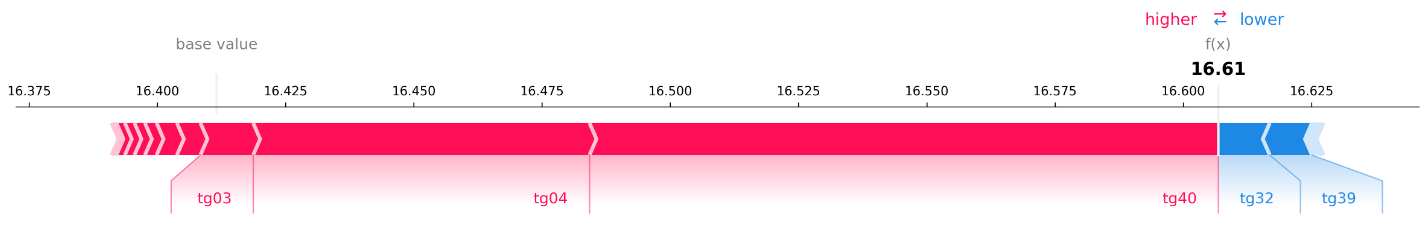 higher ⇄ lower
base value
f(x)
16.61
16.375 16.400 16.425 16.450 16.475 16.500 16.525 16.550 16.575 16.600 16.625
tg03 tg04 tg40 tg32 tg39